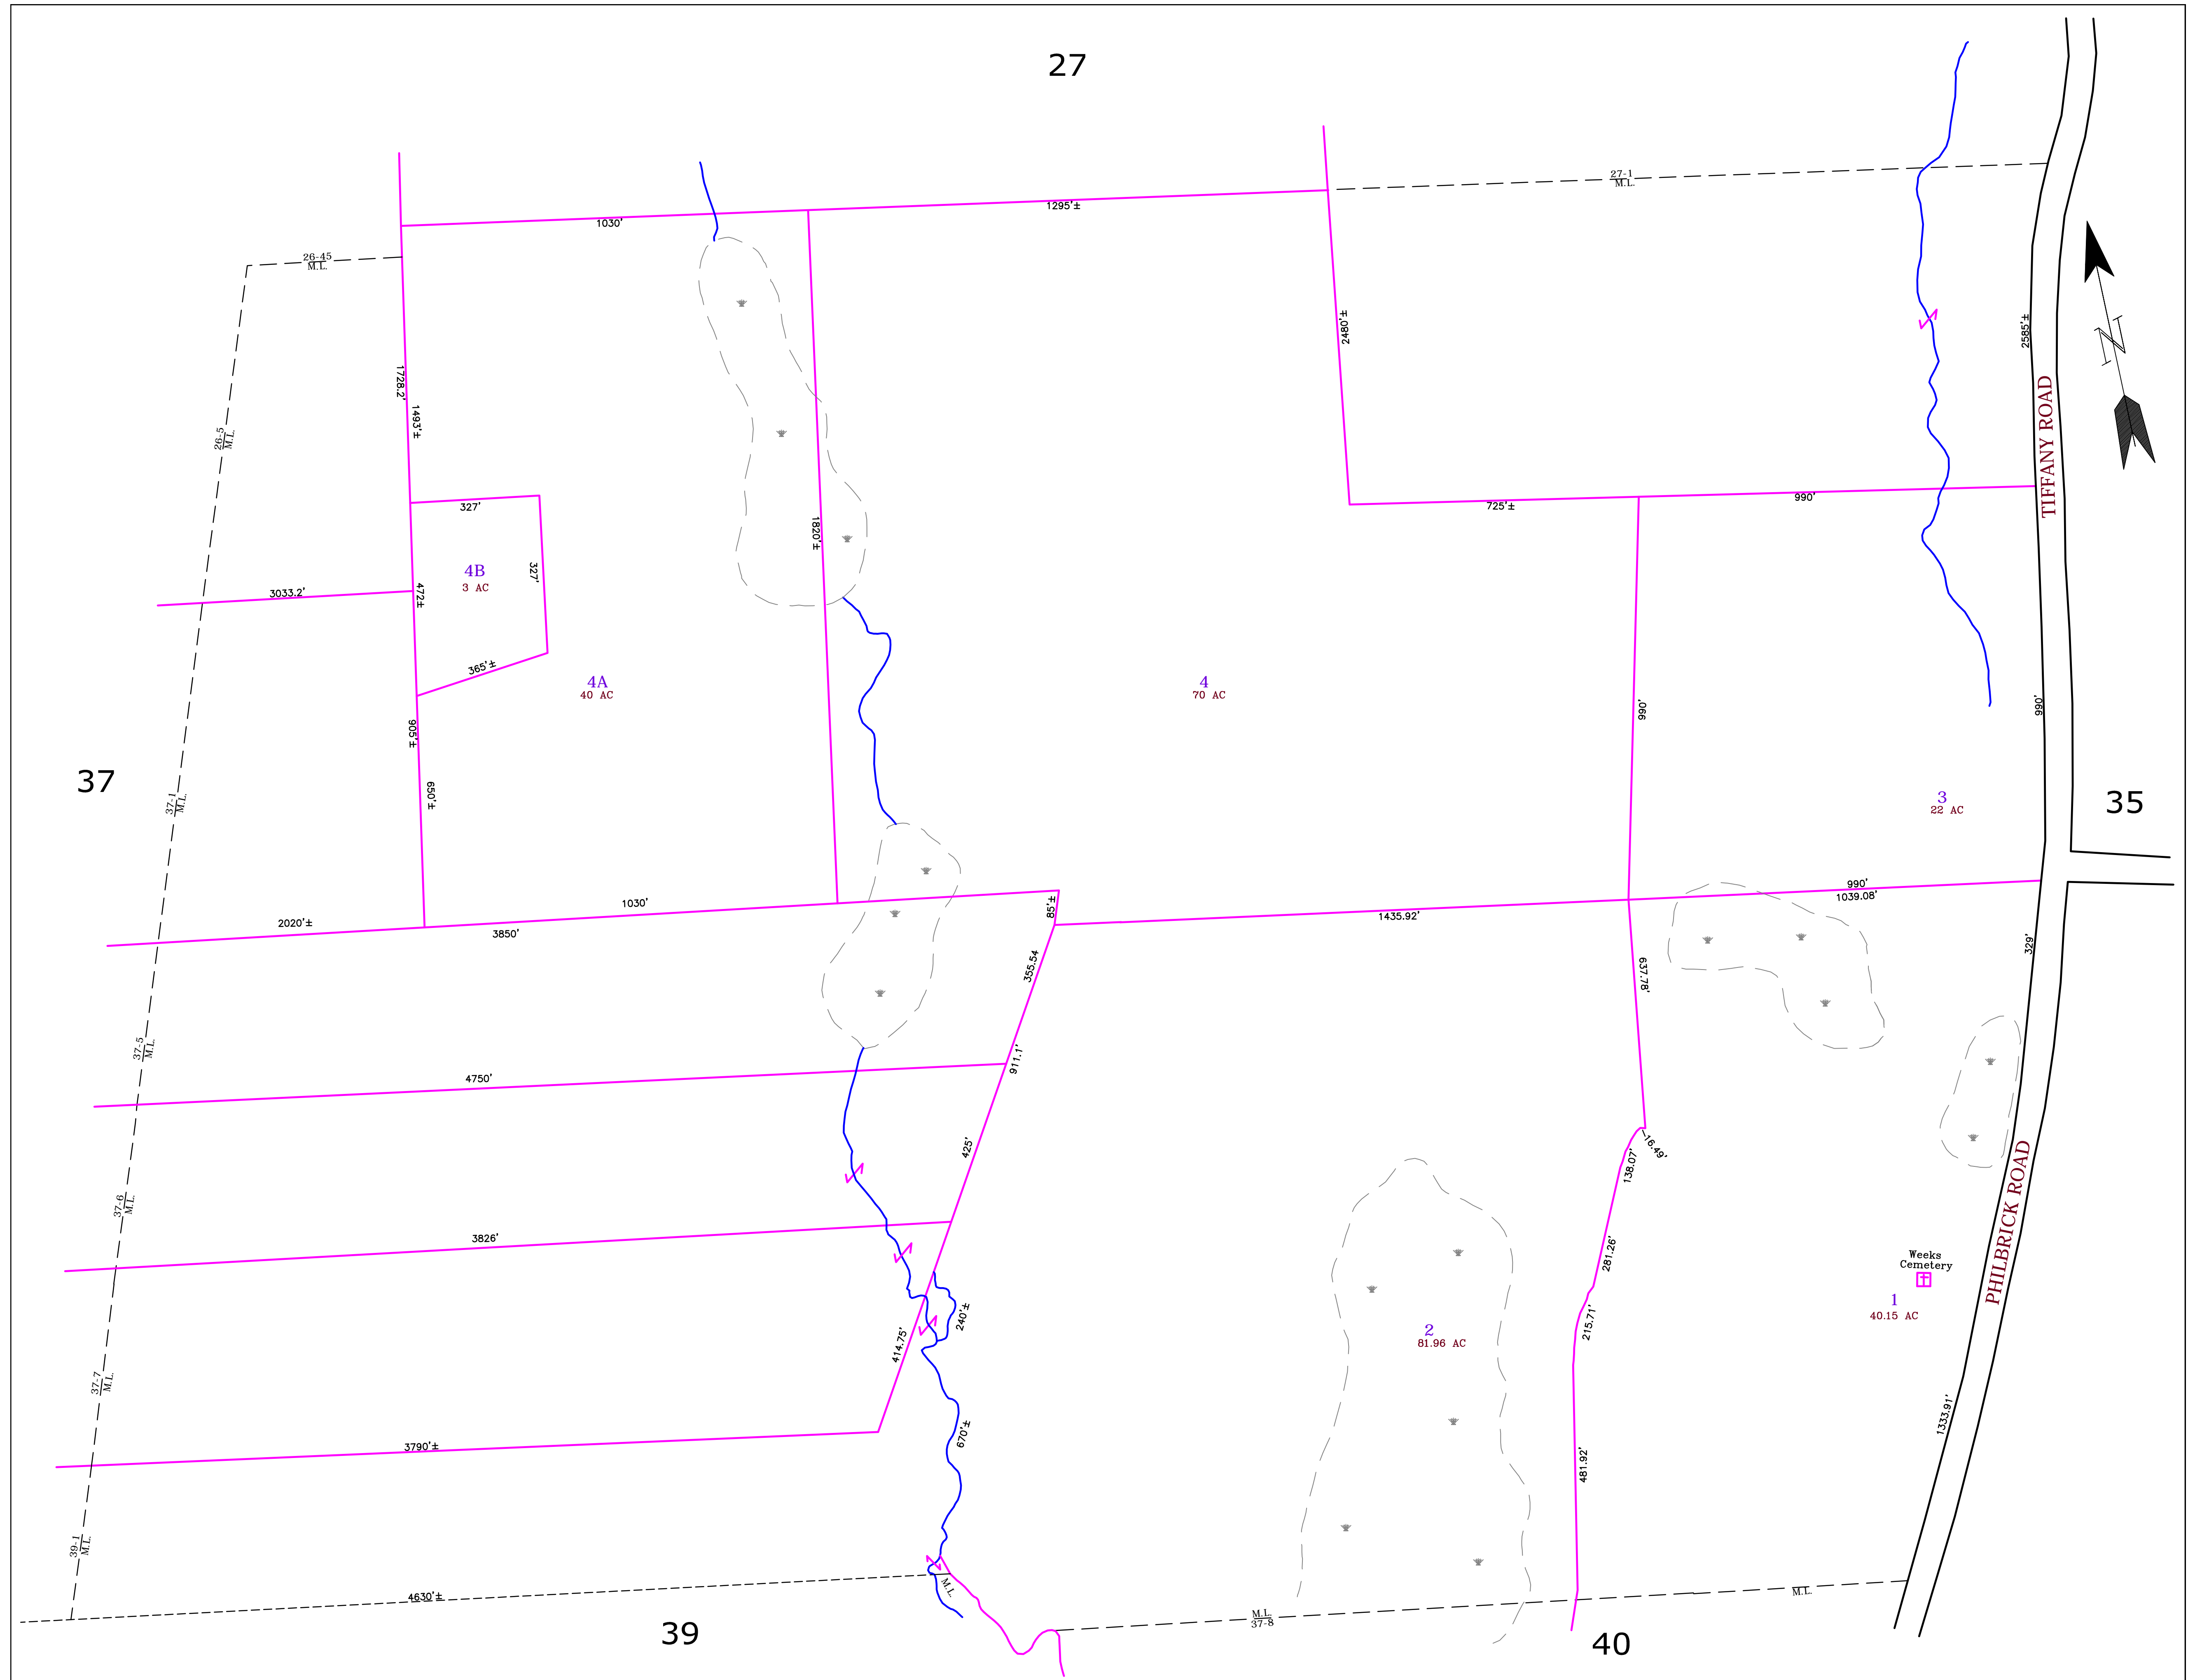 27
27-1
M.L.
1295'±
1030'
26-45
M.L.
2480'±
2585'±
1728.2'
1493'±
TIFFANY ROAD
26-5
M.L.
990'
327'
725'±
1820'±
4B
327'
3 AC
3033.2'
472±
365'±
4A
40 AC
4
70 AC
990'
990'
905'±
37
650'±
37-1
M.L.
3
22 AC
35
990'
1030'
1039.08'
85'±
1435.92'
2020'±
3850'
329'
355.54
637.78'
37-5
M.L.
911.1'
4750'
425'
16.49'
138.07'
37-6
M.L.
PHILBRICK ROAD
3826'
281.26'
Weeks
Cemetery
1
40.15 AC
240'±
215.71'
2
81.96 AC
414.75'
37-7
M.L.
1333.91'
670'±
3790'±
481.92'
39-1
M.L.
M.L.
4630'±
M.L.
M.L.
37-8
39
40
N